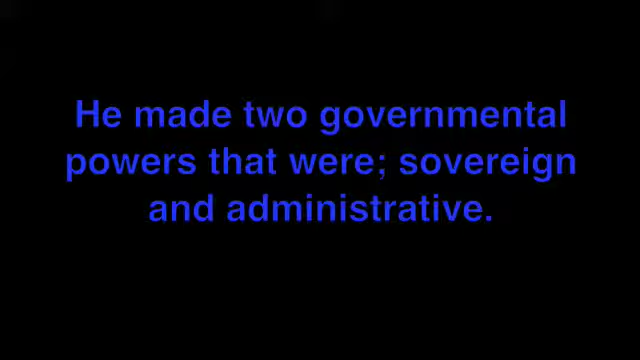 He made two governmental
powers that were; sovereign
and administrative.